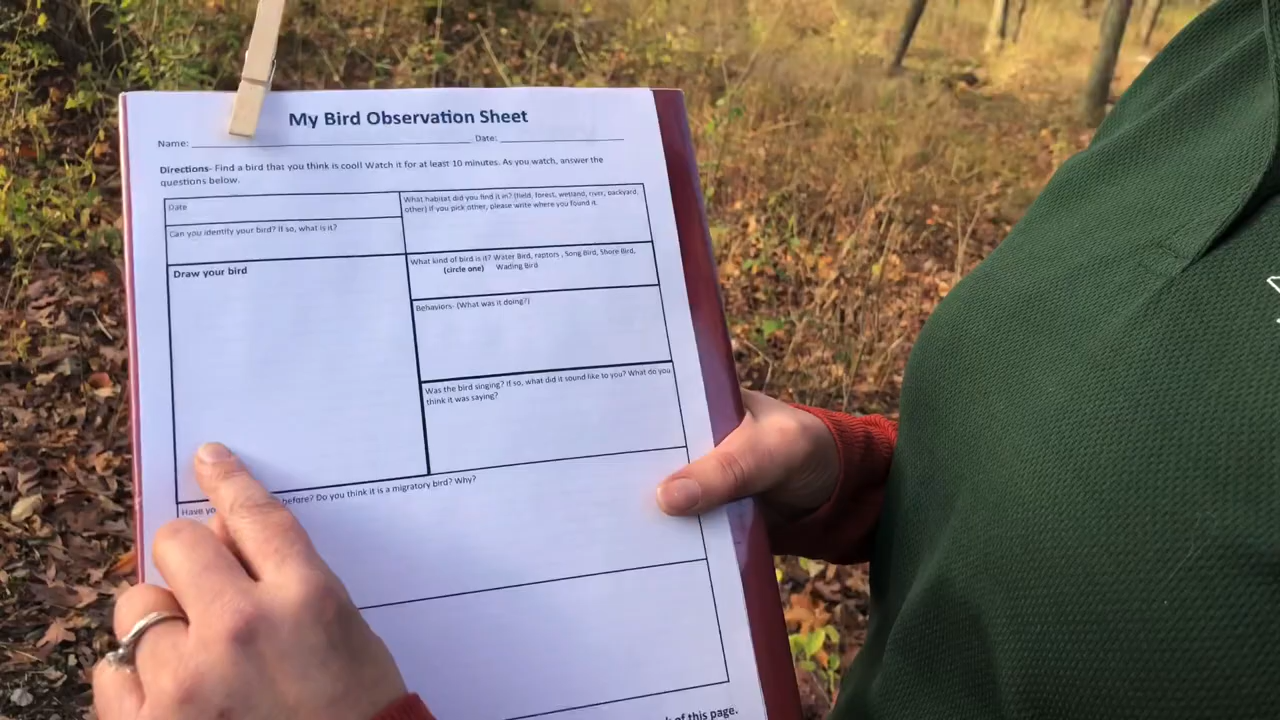 My Bird Observation Sheet
Name: Date:
Directions- Find a bird that you think is cool! Watch it for at least 10 minutes. As you watch, answer the
questions below.
Date
Can you identify your bird? If so, what is it?
Draw your bird
What habitat did you find it in? (field, forest, wetland, river, backyard,
other) If you pick other, please write where you found it.
What kind of bird is it? Water Bird, raptors , Song Bird, Shore Bird,
(circle one) Wading Bird
Behaviors- (What was it doing?)
Was the bird singing? If so, what did it sound like to you? What do you
think it was saying?
Have before? Do you think it is a migratory bird? Why?
of this page.